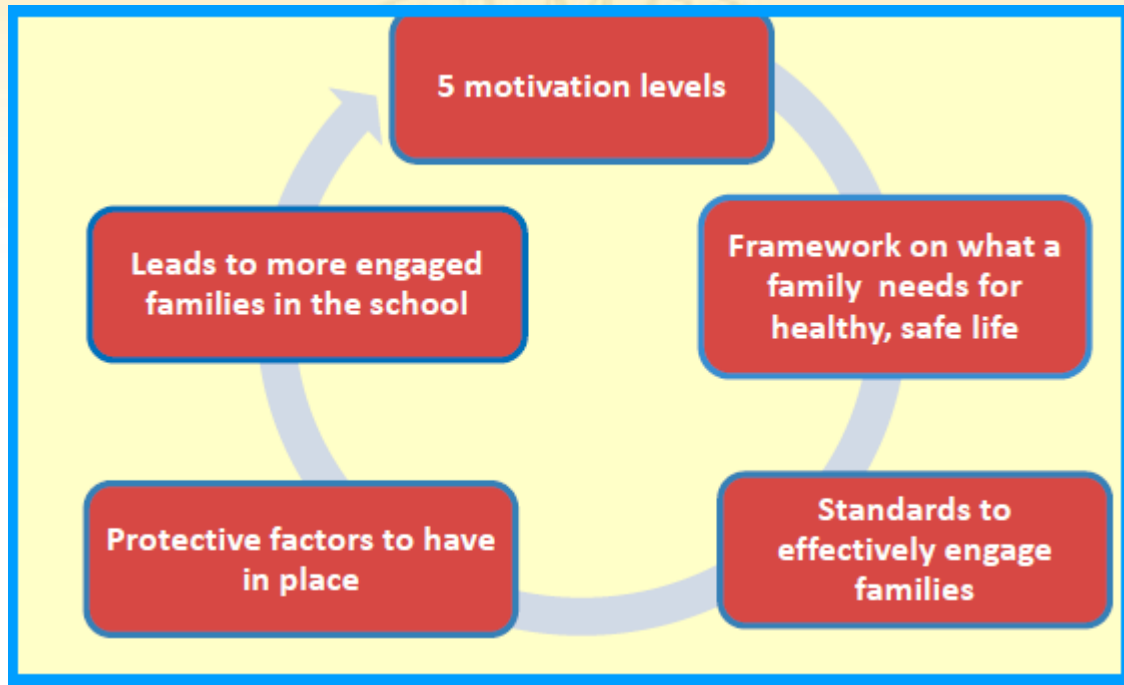 5 motivation levels
Framework on what a
family needs for
healthy, safe life
Standards to
effectively engage
families
Protective factors to have
in place
Leads to more engaged
families in the school